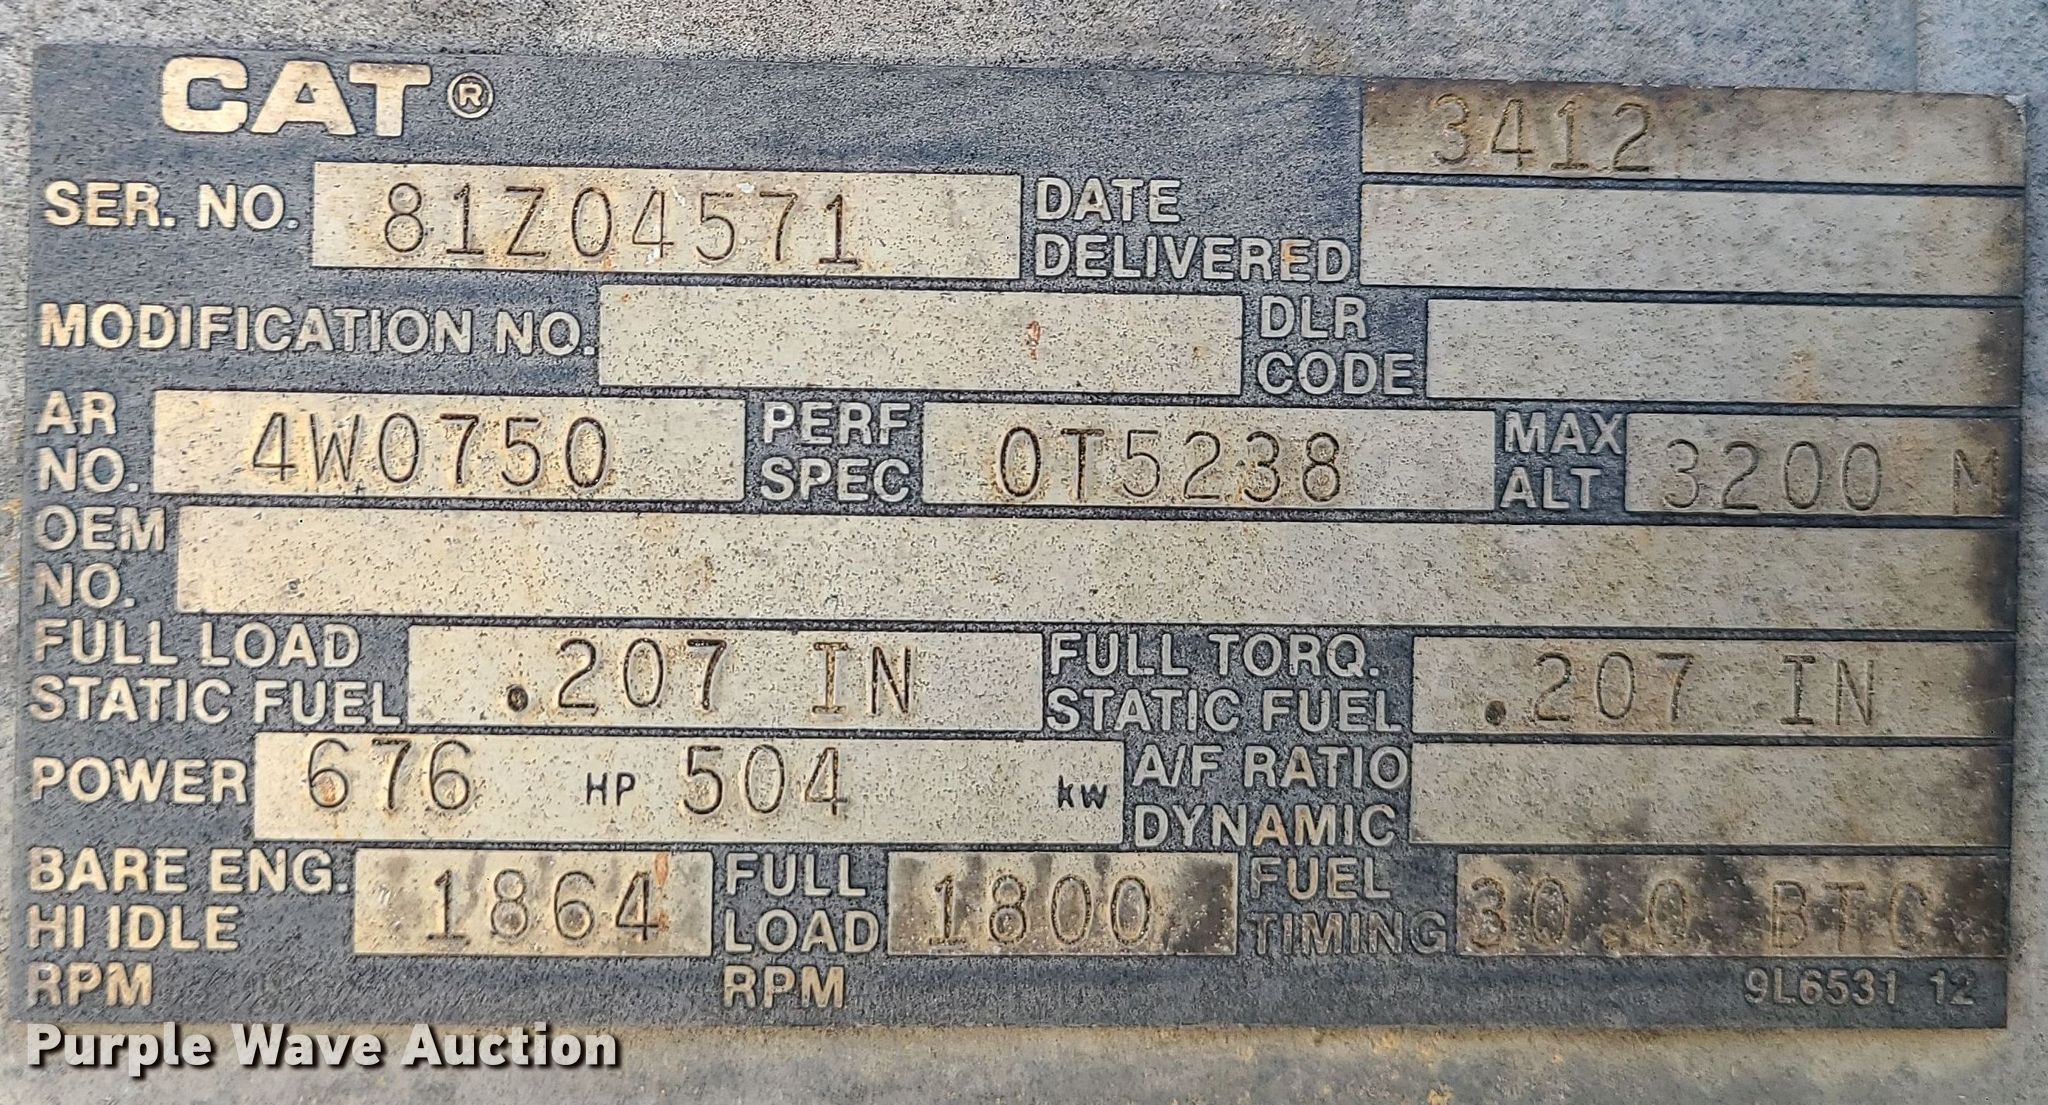 CAT® 3412
SER. NO. 81Z04571 DATE DELIVERED
MODIFICATION NO. DLR CODE
AR NO. 4W0750 PERF SPEC 0T5238 MAX ALT 3200 M
OEM NO.
FULL LOAD STATIC FUEL .207 IN FULL TORQ. STATIC FUEL .207 IN
POWER 676 HP 504 kW A/F RATIO DYNAMIC
BARE ENG. HI IDLE RPM 1864 FULL LOAD RPM 1800 FUEL TIMING 30.0 BTC
9L6531 12
Purple Wave Auction